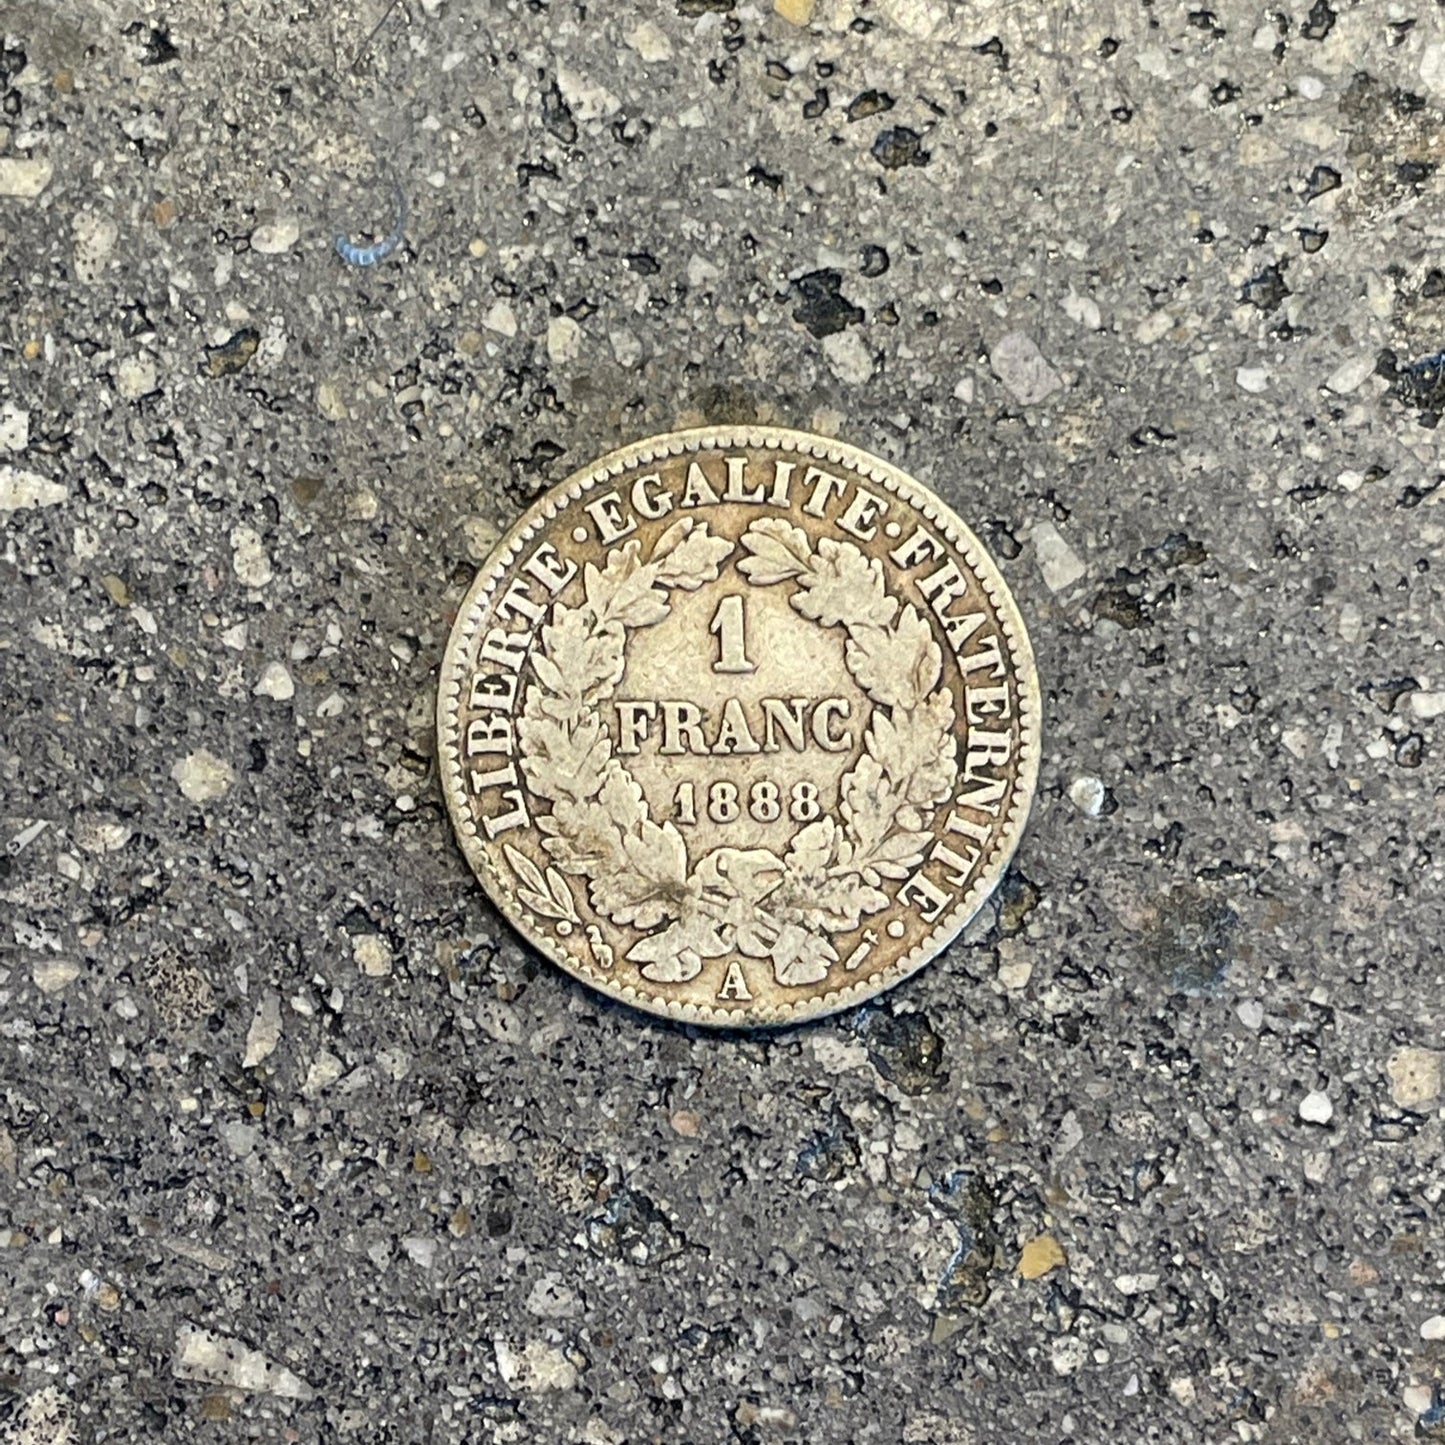 LIBERTE · EGALITE · FRATERNITE
1
FRANC
1888
A